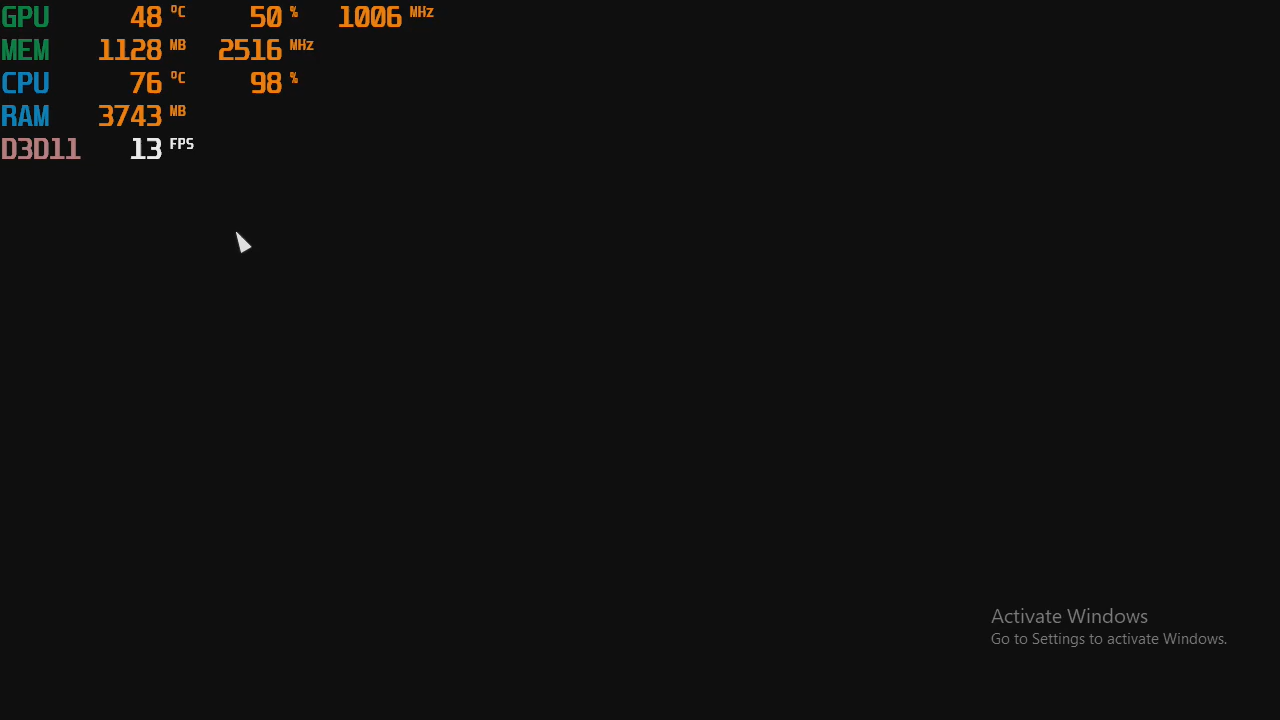 GPU 48 °C 50 % 1006 MHz
MEM 1128 MB 2516 MHz
CPU 76 °C 98 %
RAM 3743 MB
D3D11 13 FPS
Activate Windows
Go to Settings to activate Windows.